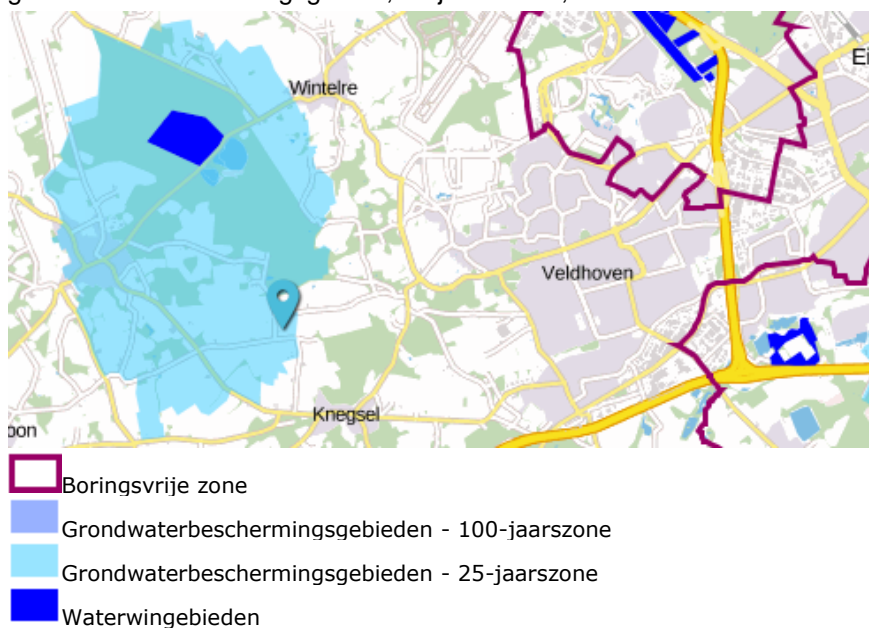 Wintelre
Ei
Veldhoven
Knegsel
oon
Boringsvrije zone
Grondwaterbeschermingsgebieden - 100-jaarszone
Grondwaterbeschermingsgebieden - 25-jaarszone
Waterwingebieden